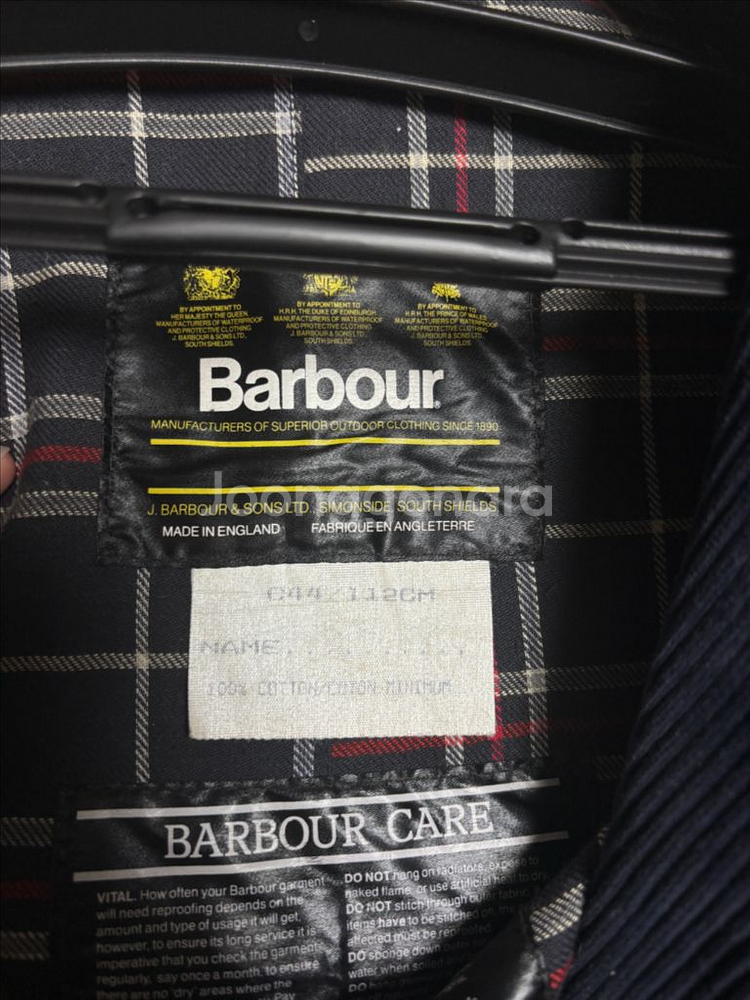 BY APPOINTMENT TO
HER MAJESTY THE QUEEN
MANUFACTURERS OF WATERPROOF
AND PROTECTIVE CLOTHING
J. BARBOUR & SONS LTD.,
SOUTH SHIELDS.
BY APPOINTMENT TO
H.R.H. THE DUKE OF EDINBURGH
MANUFACTURERS OF WATERPROOF
AND PROTECTIVE CLOTHING
J. BARBOUR & SONS LTD.,
SOUTH SHIELDS.
BY APPOINTMENT TO
H.R.H. THE PRINCE OF WALES
MANUFACTURERS OF WATERPROOF
AND PROTECTIVE CLOTHING
J. BARBOUR & SONS LTD.,
SOUTH SHIELDS.
Barbour®
MANUFACTURERS OF SUPERIOR OUTDOOR CLOTHING SINCE 1890
joongonara
J. BARBOUR & SONS LTD., SIMONSIDE, SOUTH SHIELDS
MADE IN ENGLAND FABRIQUE EN ANGLETERRE
C44/112CM
NAME..........
100% COTTON/COTON MINIMUM
BARBOUR CARE
VITAL. How often your Barbour garment
will need reproofing depends on the
amount and type of usage it will get,
however, to ensure its long service it is
imperative that you check the garments
regularly, say once a month, to ensure
there are no 'dry' areas where the
Pay
DO NOT hang on radiators, expose to
naked flame, or use artificial heat to dry.
DO NOT stitch through outer fabric. If
items have to be stitched on, the
affected must be reproofed.
DO sponge down outer
water when soiled
DO hang